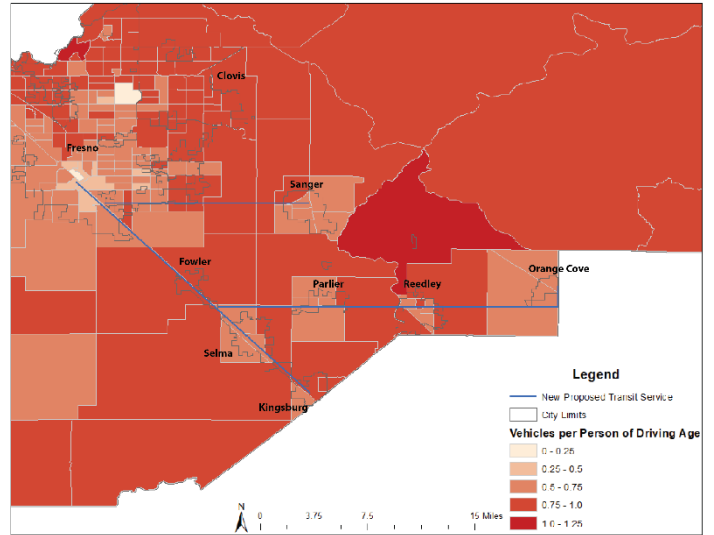 Clovis
Fresno
Sanger
Fowler
Parlier
Reedley
Orange Cove
Selma
Kingsburg
Legend
New Proposed Transit Service
City Limits
Vehicles per Person of Driving Age
0 - 0.25
0.25 - 0.5
0.5 - 0.75
0.75 - 1.0
1.0 - 1.25
N
0 3.75 7.5 15 Miles